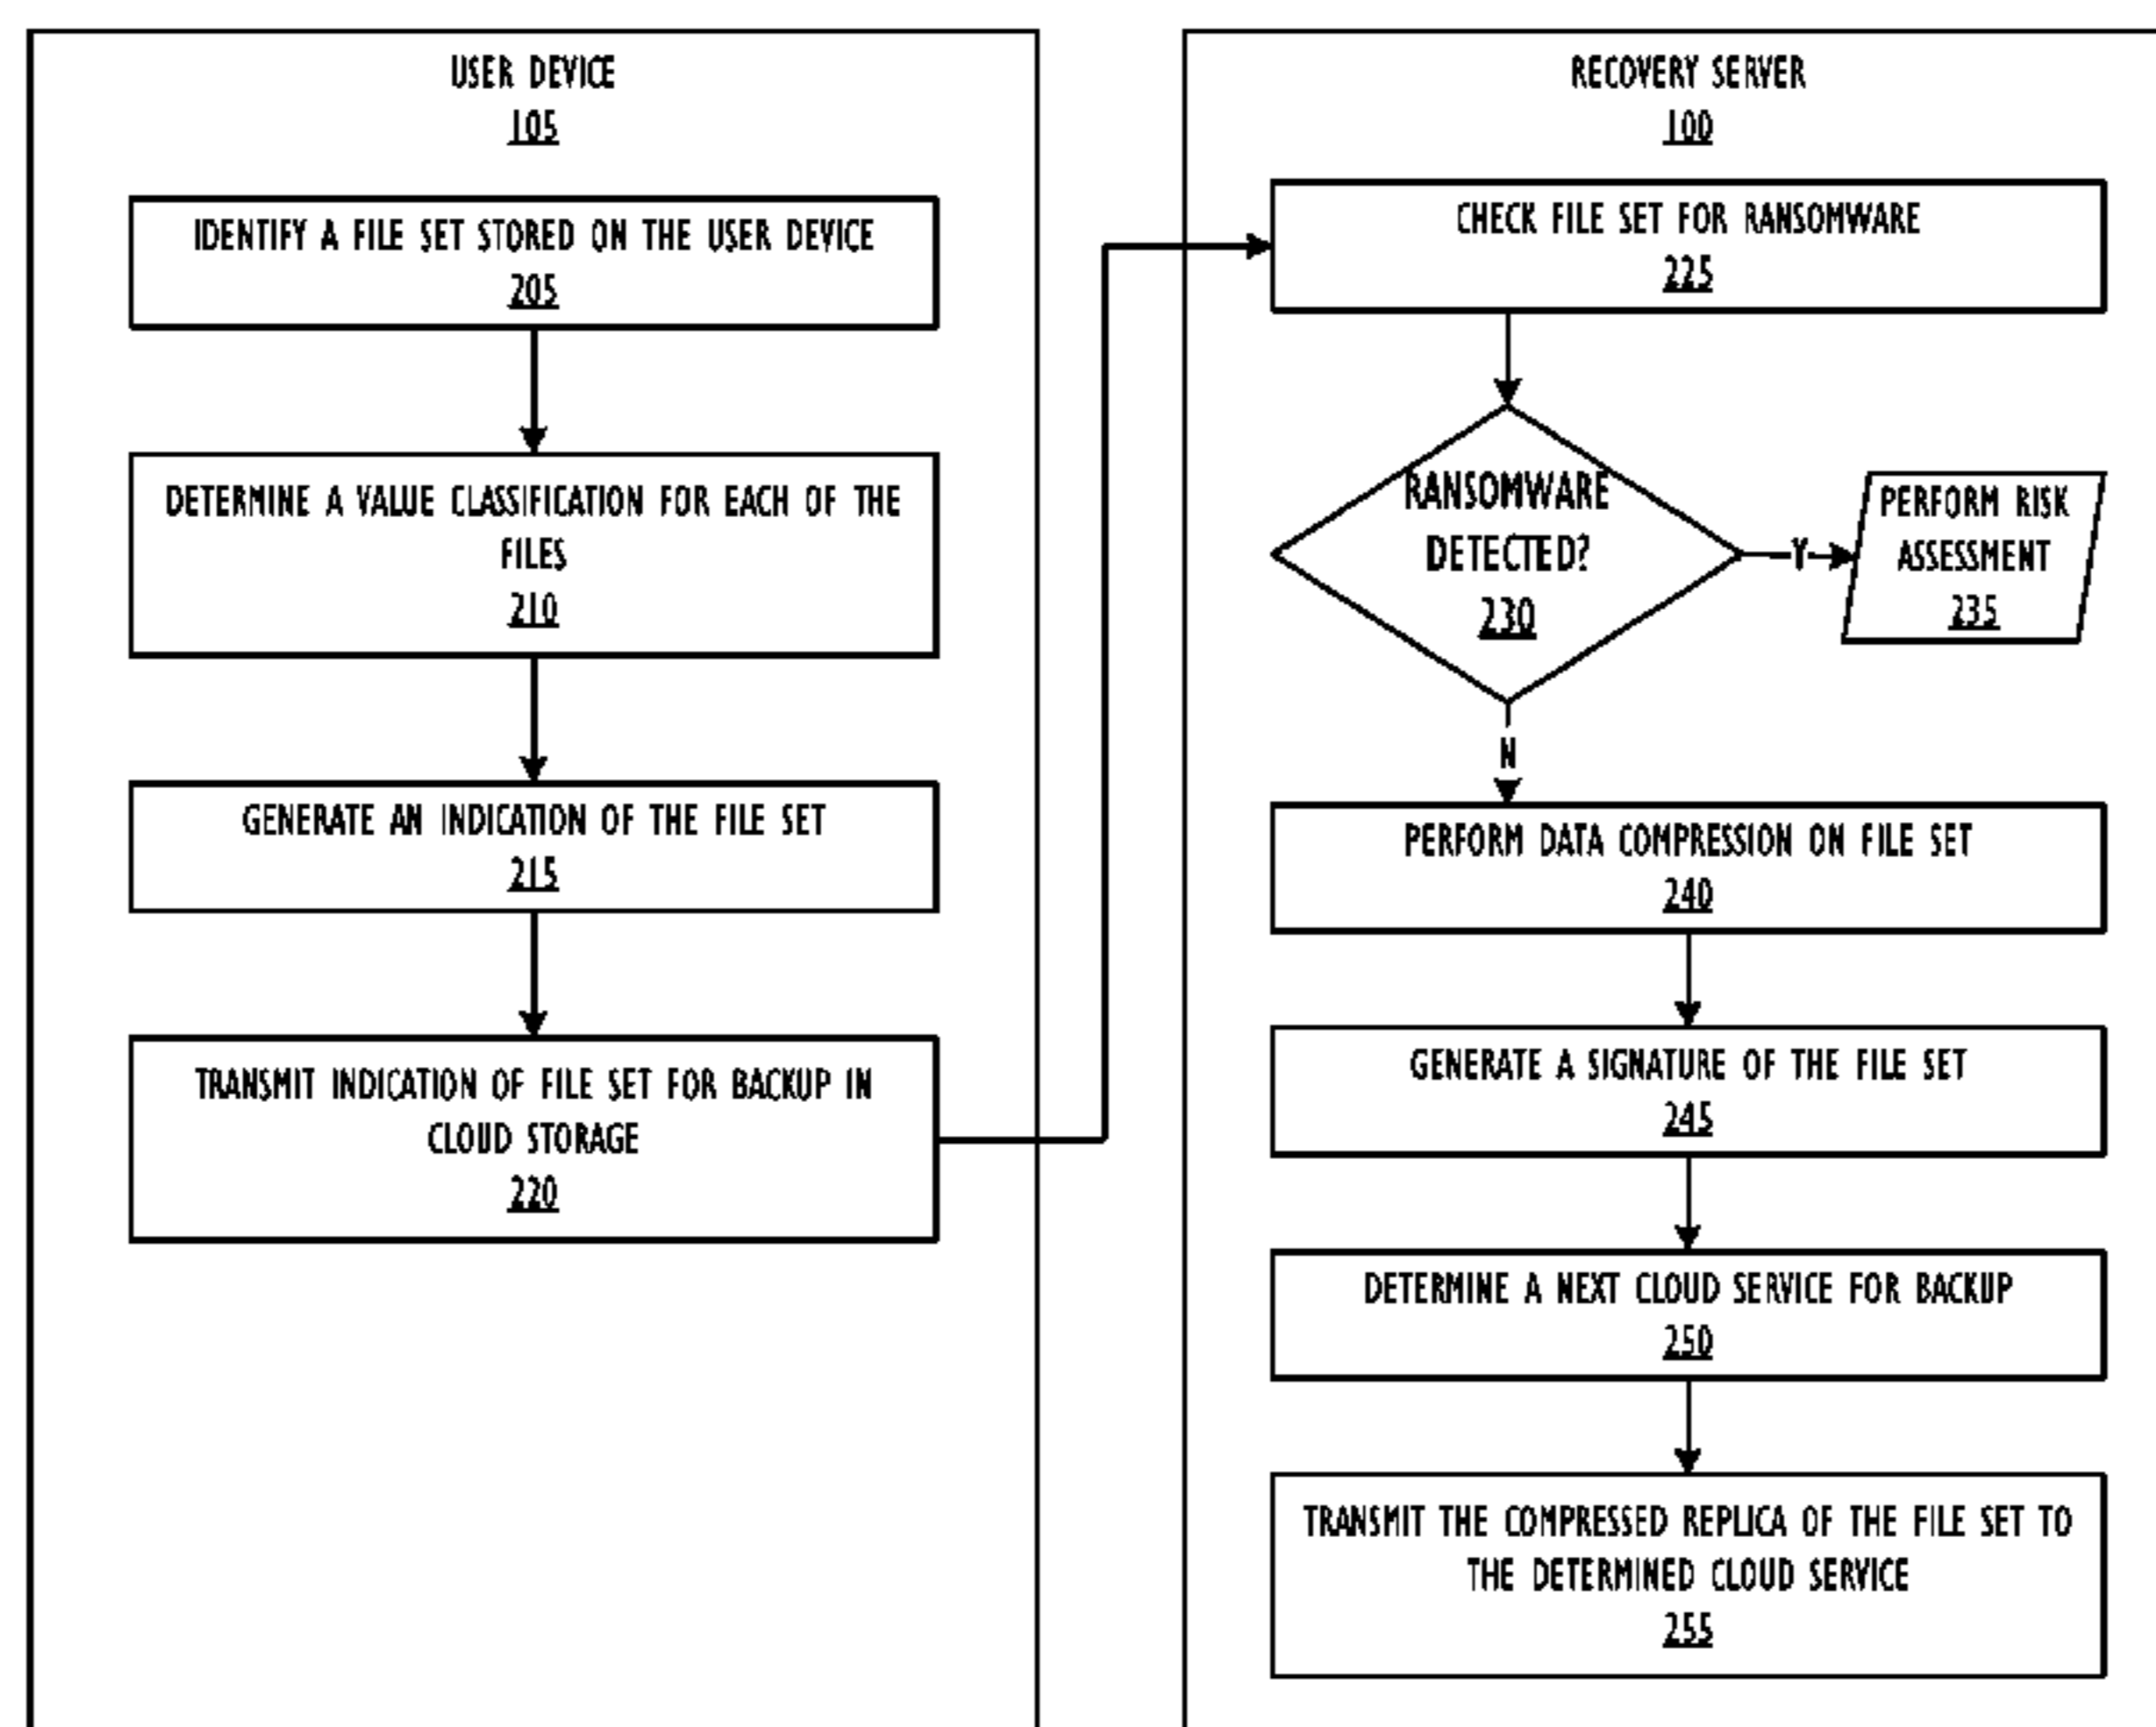 USER DEVICE
105
IDENTIFY A FILE SET STORED ON THE USER DEVICE
205
DETERMINE A VALUE CLASSIFICATION FOR EACH OF THE
FILES
210
GENERATE AN INDICATION OF THE FILE SET
215
TRANSMIT INDICATION OF FILE SET FOR BACKUP IN
CLOUD STORAGE
220
RECOVERY SERVER
100
CHECK FILE SET FOR RANSOMWARE
225
RANSOMWARE
DETECTED?
230
Y
PERFORM RISK
ASSESSMENT
235
N
PERFORM DATA COMPRESSION ON FILE SET
240
GENERATE A SIGNATURE OF THE FILE SET
245
DETERMINE A NEXT CLOUD SERVICE FOR BACKUP
250
TRANSMIT THE COMPRESSED REPLICA OF THE FILE SET TO
THE DETERMINED CLOUD SERVICE
255